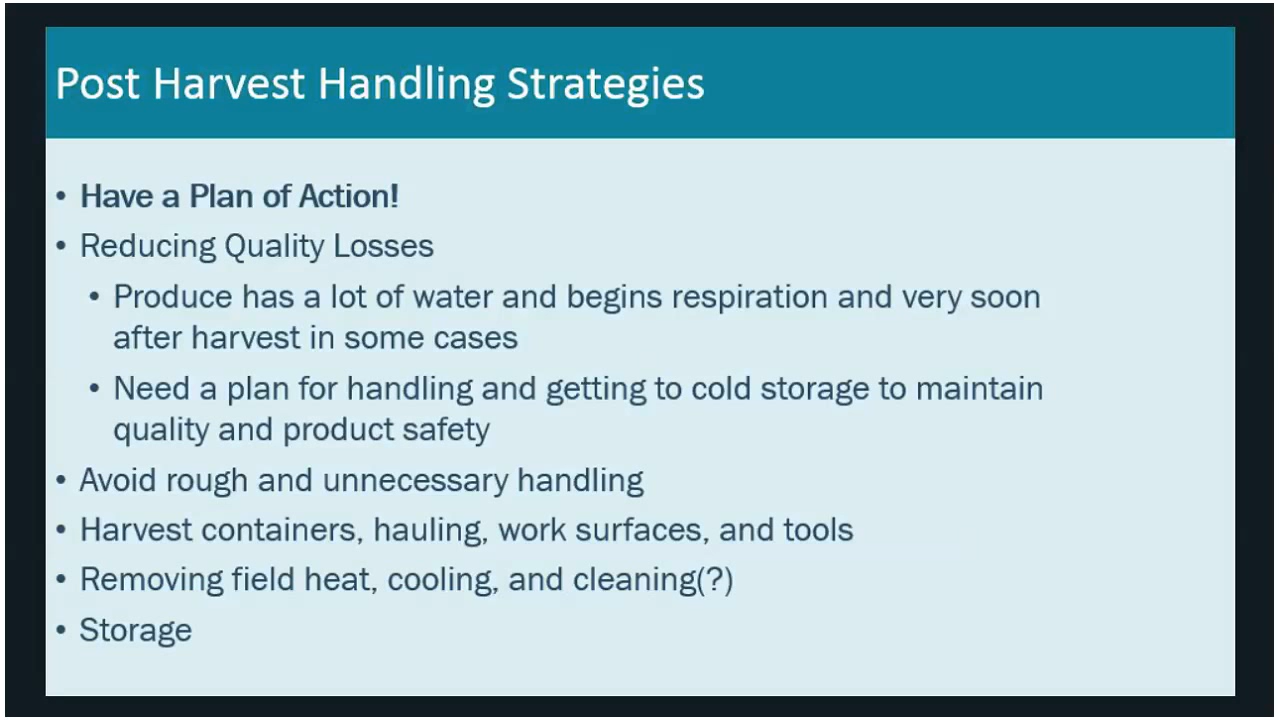 Post Harvest Handling Strategies
• Have a Plan of Action!
• Reducing Quality Losses
• Produce has a lot of water and begins respiration and very soon
after harvest in some cases
• Need a plan for handling and getting to cold storage to maintain
quality and product safety
• Avoid rough and unnecessary handling
• Harvest containers, hauling, work surfaces, and tools
• Removing field heat, cooling, and cleaning(?)
• Storage